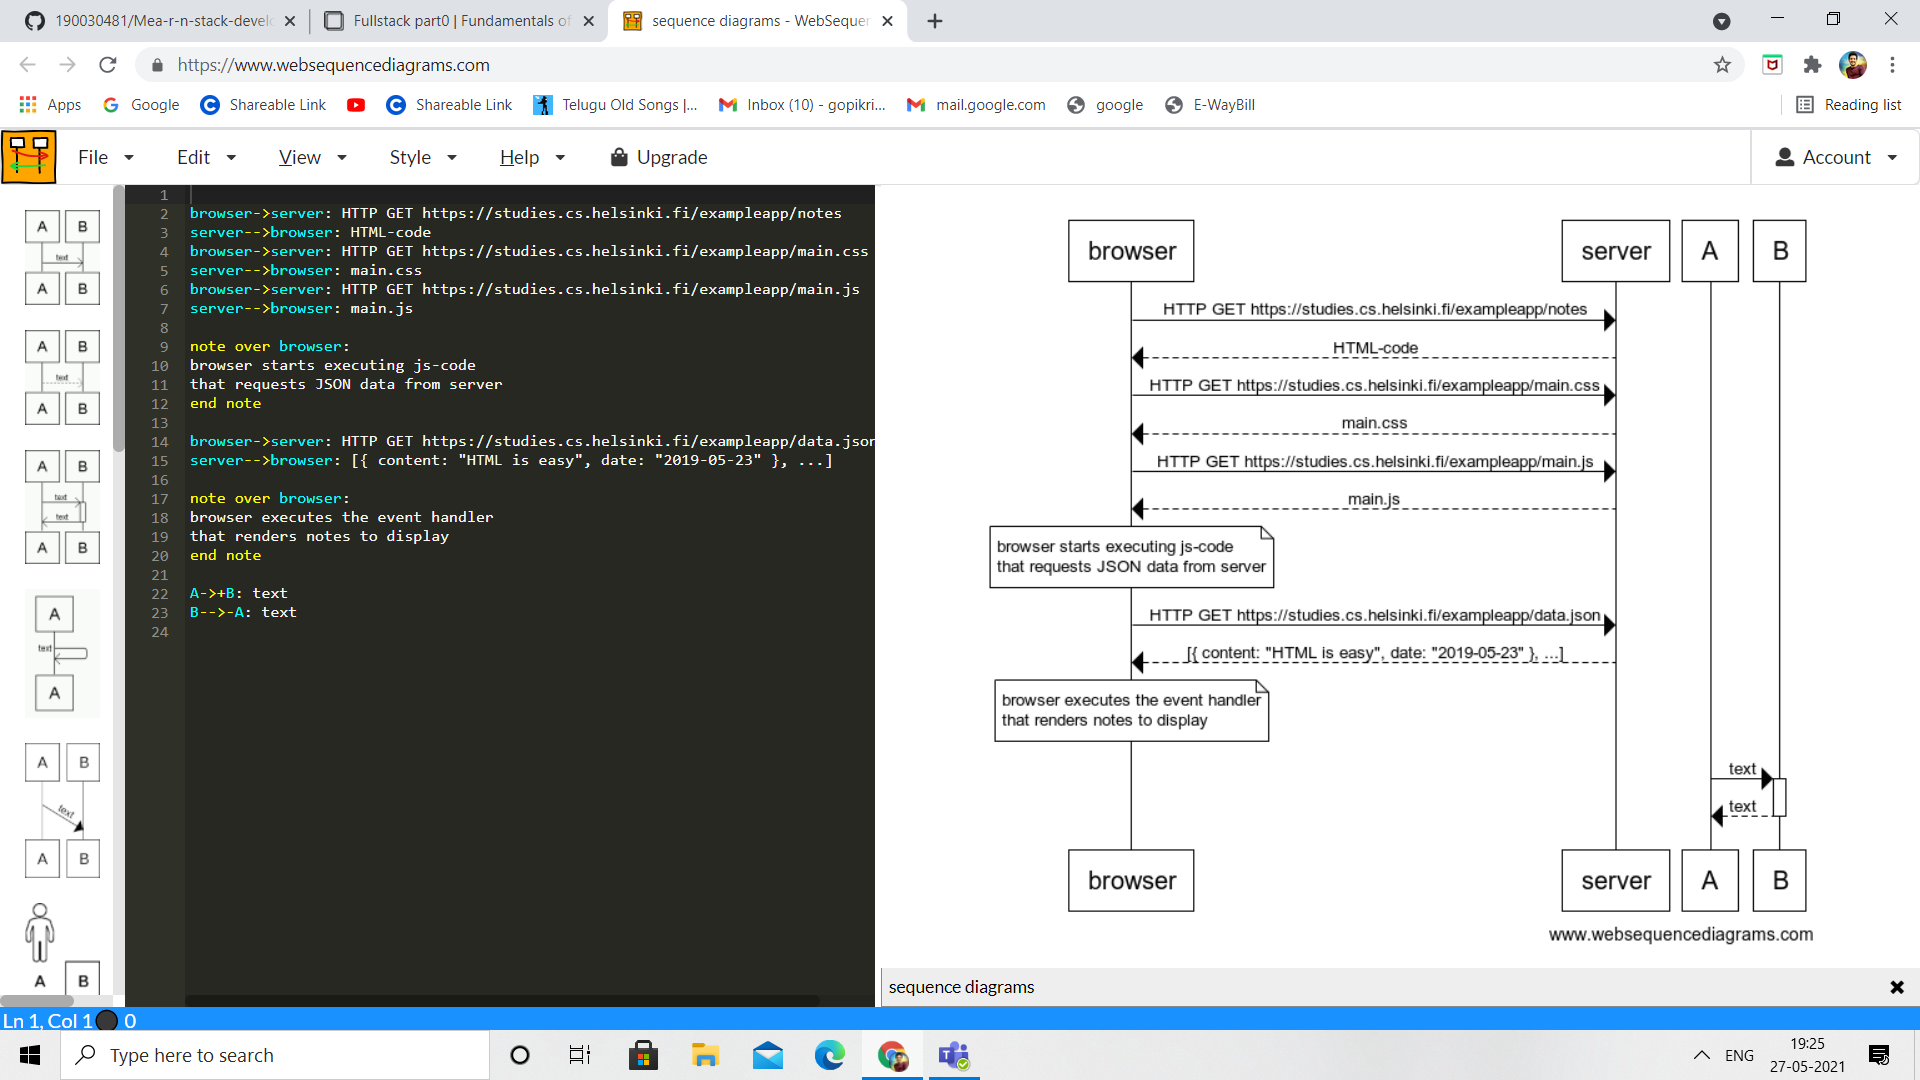 190030481/Mea-r-n-stack-devel
Fullstack part0 | Fundamentals of
sequence diagrams - WebSequen
https://www.websequencediagrams.com
Apps
Google
Shareable Link
Shareable Link
Telugu Old Songs |...
Inbox (10) - gopikri...
mail.google.com
google
E-WayBill
Reading list
File
Edit
View
Style
Help
Upgrade
Account
A B
text
A B
A B
text
A B
A B
text
text
A B
A
text
A
A B
text
A B
A B
1
2 browser->server: HTTP GET https://studies.cs.helsinki.fi/exampleapp/notes
3 server-->browser: HTML-code
4 browser->server: HTTP GET https://studies.cs.helsinki.fi/exampleapp/main.css
5 server-->browser: main.css
6 browser->server: HTTP GET https://studies.cs.helsinki.fi/exampleapp/main.js
7 server-->browser: main.js
8
9 note over browser:
10 browser starts executing js-code
11 that requests JSON data from server
12 end note
13
14 browser->server: HTTP GET https://studies.cs.helsinki.fi/exampleapp/data.json
15 server-->browser: [{ content: "HTML is easy", date: "2019-05-23" }, ...]
16
17 note over browser:
18 browser executes the event handler
19 that renders notes to display
20 end note
21
22 A->+B: text
23 B-->-A: text
24
browser server A B
HTTP GET https://studies.cs.helsinki.fi/exampleapp/notes
HTML-code
HTTP GET https://studies.cs.helsinki.fi/exampleapp/main.css
main.css
HTTP GET https://studies.cs.helsinki.fi/exampleapp/main.js
main.js
browser starts executing js-code
that requests JSON data from server
HTTP GET https://studies.cs.helsinki.fi/exampleapp/data.json
[{ content: "HTML is easy", date: "2019-05-23" }, ...]
browser executes the event handler
that renders notes to display
text
text
browser server A B
www.websequencediagrams.com
sequence diagrams
Ln 1, Col 1 0
Type here to search
ENG
19:25
27-05-2021